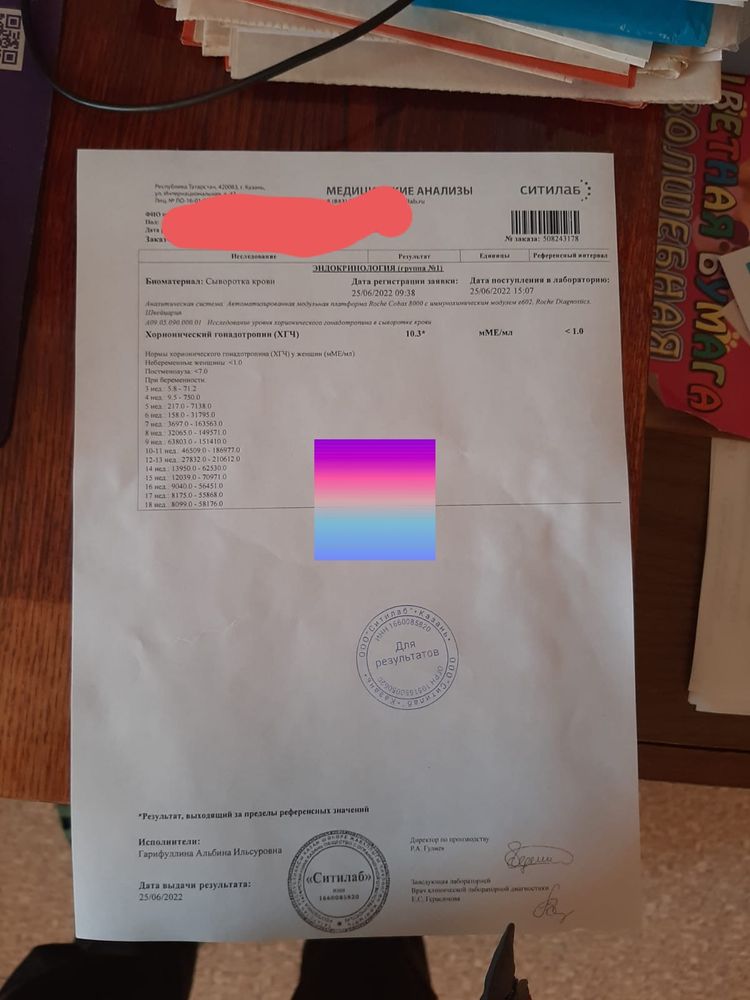 Республика Татарстан, 420083, г. Казань,
МЕДИЦ КИЕ АНАЛИЗЫ
СИТИЛАБ
№ заказа: 508243178
Исследование Результат Единицы Референсный интервал
ЭНДОКРИНОЛОГИЯ (группа №1)
Биоматериал: Сыворотка крови Дата регистрации заявки: Дата поступления в лабораторию:
25/06/2022 09:38 25/06/2022 15:07
Аналитическая система: Автоматизированная модульная платформа Roche Cobas 8000 с иммунохимическим модулем e602, Roche Diagnostics,
Швейцария
A09.05.090.000.01 Исследование уровня хорионического гонадотропина в сыворотке крови
Хорионический гонадотропин (ХГЧ) 10.3* мМЕ/мл < 1.0
Нормы хорионического гонадотропина (ХГЧ) у женщин (мМЕ/мл)
Небеременные женщины: <1.0
Постменопауза: <7.0
При беременности:
3 нед.: 5.8 - 71.2
4 нед.: 9.5 - 750.0
5 нед.: 217.0 - 7138.0
6 нед.: 158.0 - 31795.0
7 нед.: 3697.0 - 163563.0
8 нед.: 32065.0 - 149571.0
9 нед.: 63803.0 - 151410.0
10-11 нед.: 46509.0 - 186977.0
12-13 нед.: 27832.0 - 210612.0
14 нед.: 13950.0 - 62530.0
15 нед.: 12039.0 - 70971.0
16 нед.: 9040.0 - 56451.0
17 нед.: 8175.0 - 55868.0
18 нед.: 8099.0 - 58176.0
ООО"Ситилаб"•Казань•
ИНН 1660085820
Для
результатов
*Результат, выходящий за пределы референсных значений
Исполнители:
Гарифуллина Альбина Ильсуровна
Дата выдачи результата:
25/06/2022
«Ситилаб»
ИНН
1660085820
Директор по производству
Р.А. Гулиев
Заведующая лабораторией
Врач клинической лабораторной диагностики
Е.С. Герасимова
ЦВЕТНАЯ БУМАГА
ВОЛШЕБНАЯ